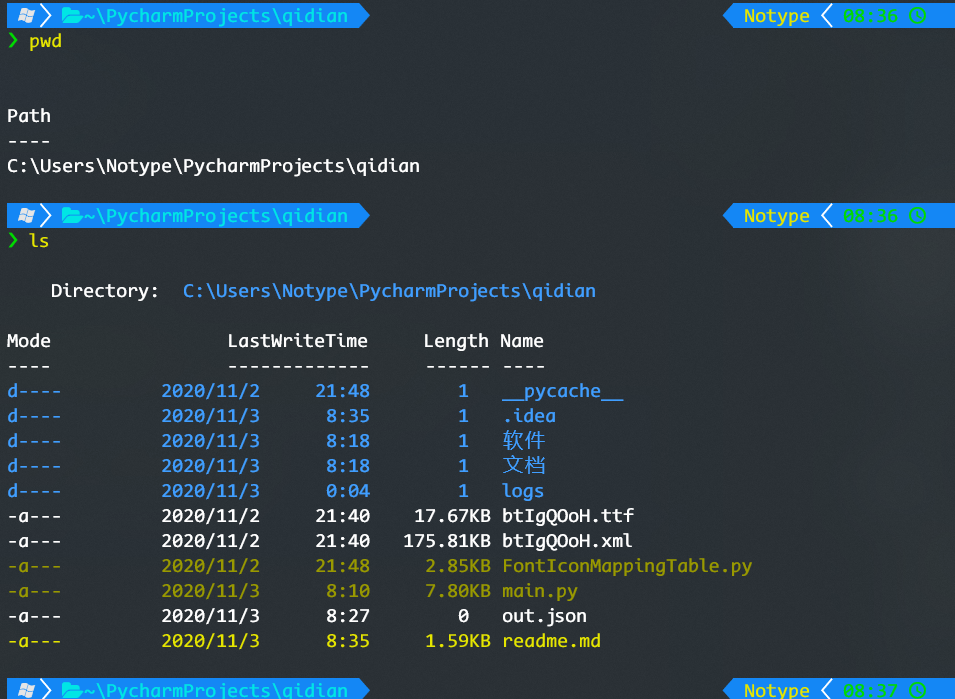 ~\PycharmProjects\qidian Notype 08:36
❯ pwd
Path
----
C:\Users\Notype\PycharmProjects\qidian
~\PycharmProjects\qidian Notype 08:36
❯ ls
Directory: C:\Users\Notype\PycharmProjects\qidian
Mode LastWriteTime Length Name
---- ------------- ------ ----
d---- 2020/11/2 21:48 1 __pycache__
d---- 2020/11/3 8:35 1 .idea
d---- 2020/11/3 8:18 1 软件
d---- 2020/11/3 8:18 1 文档
d---- 2020/11/3 0:04 1 logs
-a--- 2020/11/2 21:40 17.67KB btIgQOoH.ttf
-a--- 2020/11/2 21:40 175.81KB btIgQOoH.xml
-a--- 2020/11/2 21:48 2.85KB FontIconMappingTable.py
-a--- 2020/11/3 8:10 7.80KB main.py
-a--- 2020/11/3 8:27 0 out.json
-a--- 2020/11/3 8:35 1.59KB readme.md
~\PycharmProjects\qidian Notype 08:37